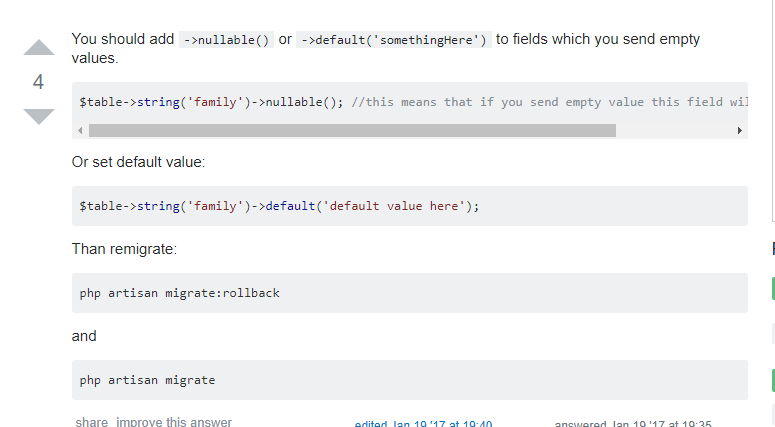 You should add ->nullable() or ->default('somethingHere') to fields which you send empty
values.
4
$table->string('family')->nullable(); //this means that if you send empty value this field wil
Or set default value:
$table->string('family')->default('default value here');
Than remigrate:
php artisan migrate:rollback
and
php artisan migrate
share improve this answer
edited Jan 19 '17 at 19:40
answered Jan 19 '17 at 19:35